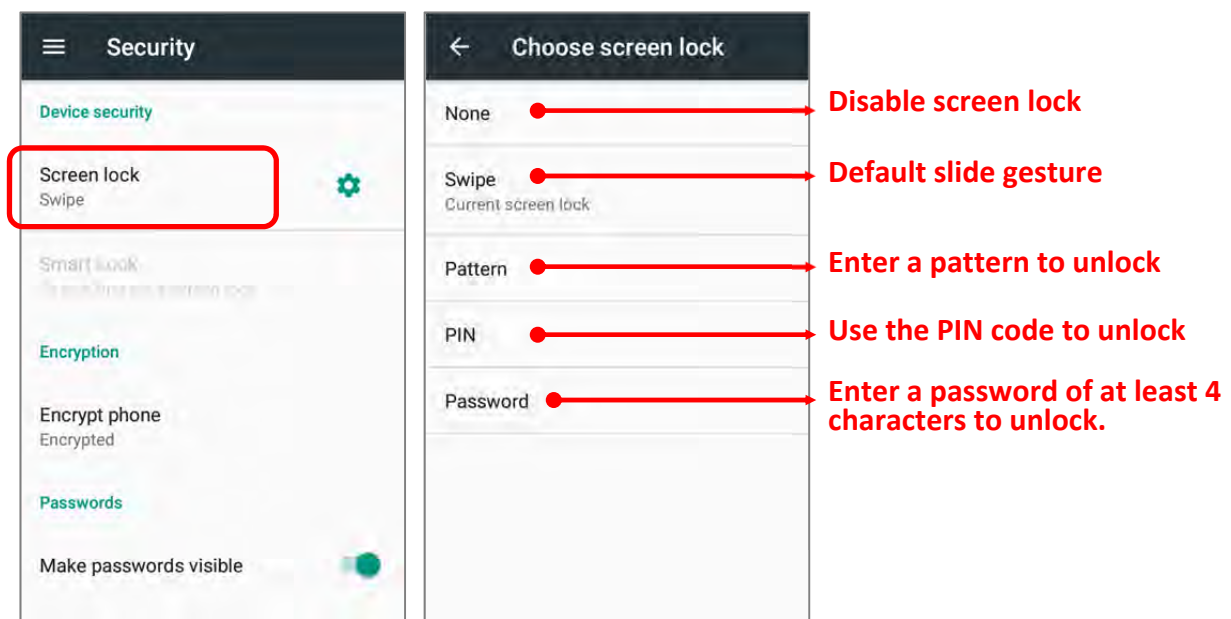 Security
Device security
Screen lock
Swipe
Smart Lock
Encryption
Encrypt phone
Encrypted
Passwords
Make passwords visible
Choose screen lock
None
Swipe
Current screen lock
Pattern
PIN
Password
Disable screen lock
Default slide gesture
Enter a pattern to unlock
Use the PIN code to unlock
Enter a password of at least 4
characters to unlock.